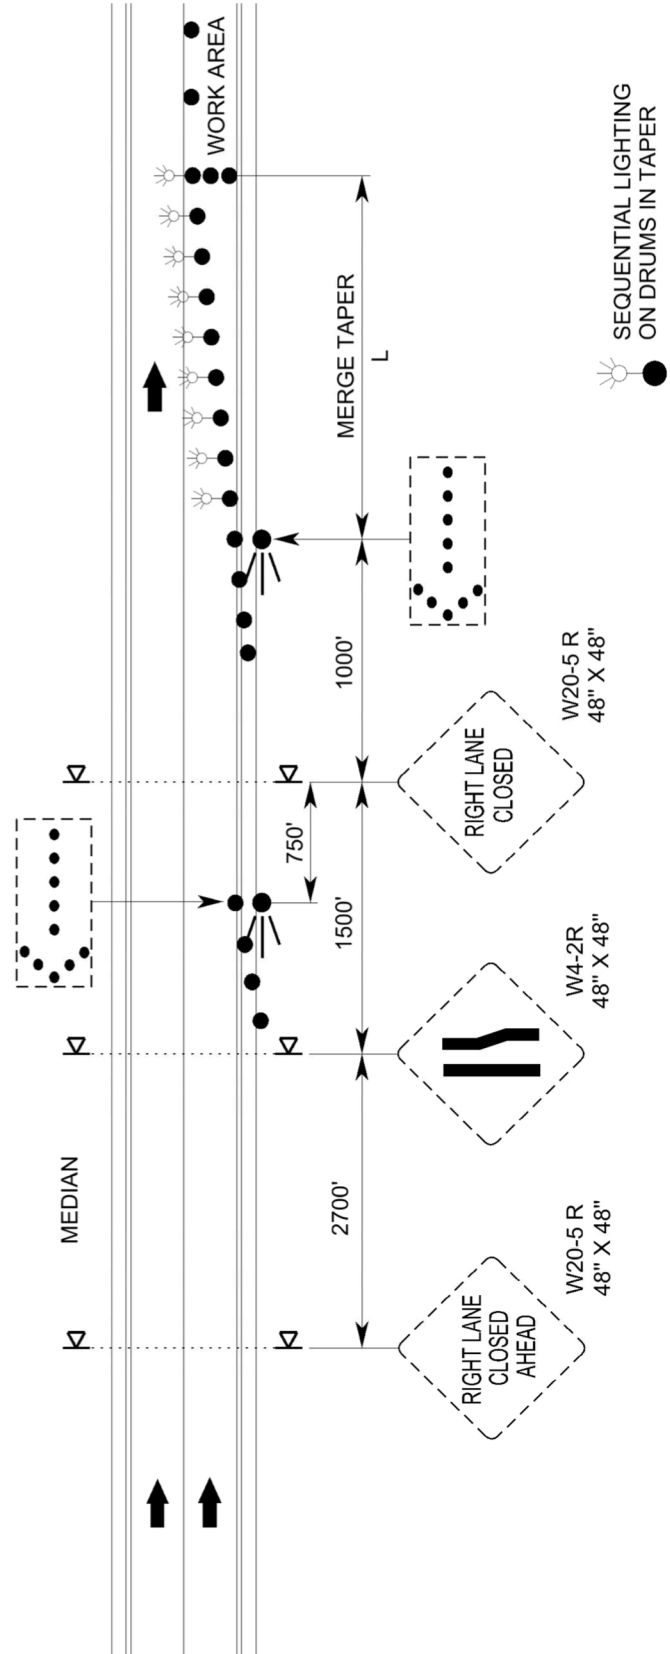 WORK AREA
MERGE TAPER
L
SEQUENTIAL LIGHTING
ON DRUMS IN TAPER
1000'
RIGHT LANE
CLOSED
W20-5 R
48" X 48"
750'
1500'
W4-2R
48" X 48"
MEDIAN
2700'
RIGHT LANE
CLOSED
AHEAD
W20-5 R
48" X 48"